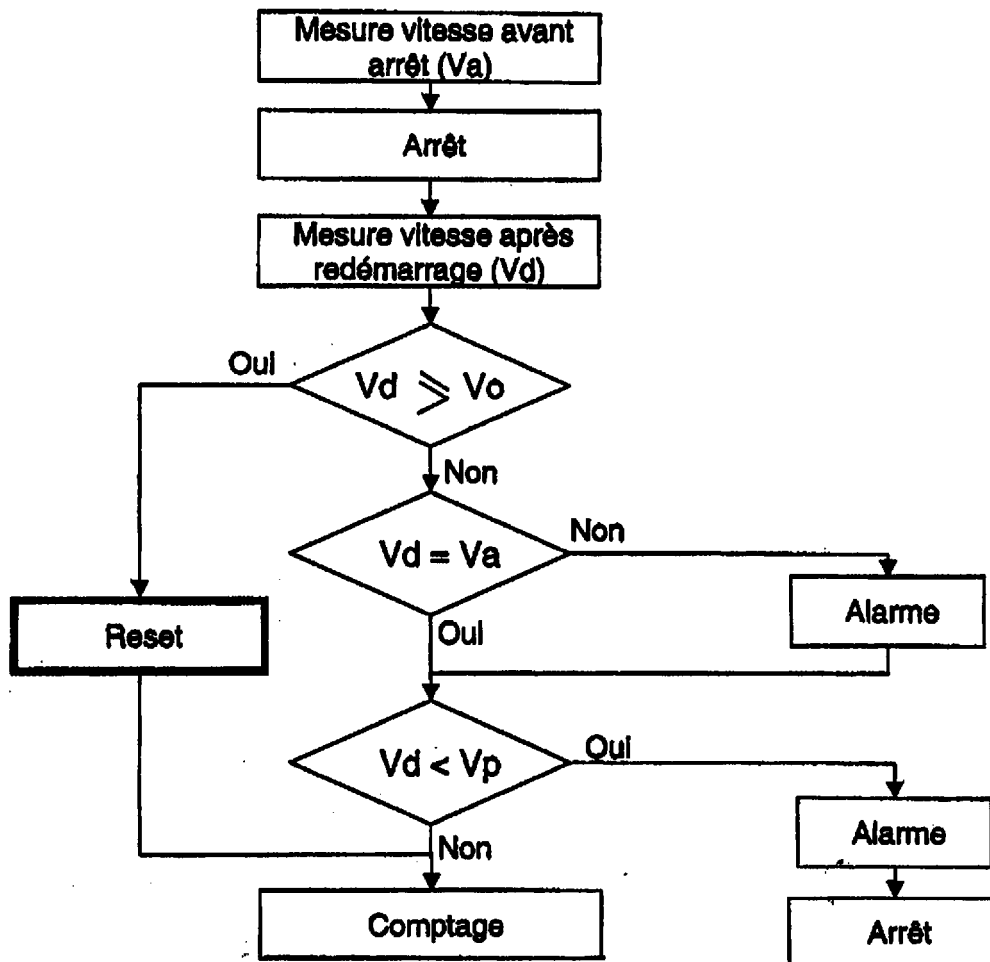 Mesure vitesse avant
arrêt (Va)
Arrêt
Mesure vitesse après
redémarrage (Vd)
Oui
Vd ⩾ Vo
Non
Vd = Va
Non
Alarme
Reset
Oui
Vd < Vp
Oui
Alarme
Non
Comptage
Arrêt